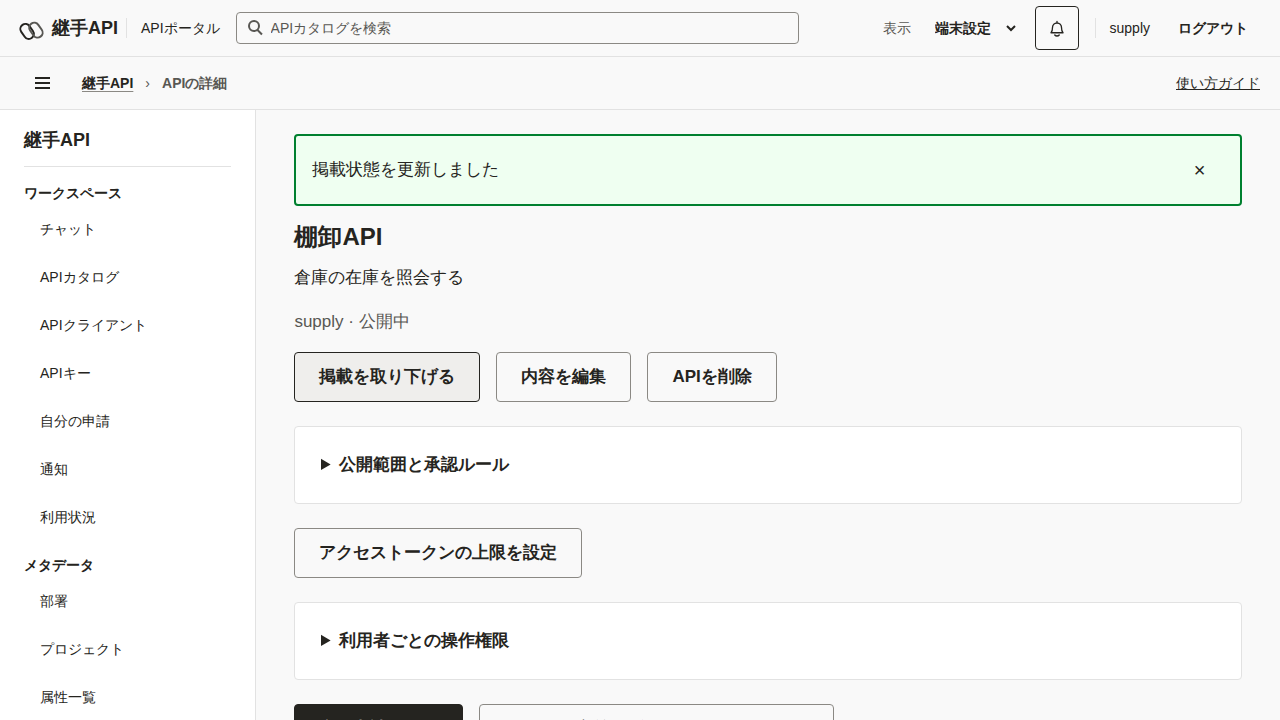 継手API
APIポータル
APIカタログを検索
表示
端末設定
supply
ログアウト
継手API › APIの詳細
使い方ガイド
継手API
ワークスペース
チャット
APIカタログ
APIクライアント
APIキー
自分の申請
通知
利用状況
メタデータ
部署
プロジェクト
属性一覧
掲載状態を更新しました
×
棚卸API
倉庫の在庫を照会する
supply · 公開中
掲載を取り下げる
内容を編集
APIを削除
公開範囲と承認ルール
アクセストークンの上限を設定
利用者ごとの操作権限